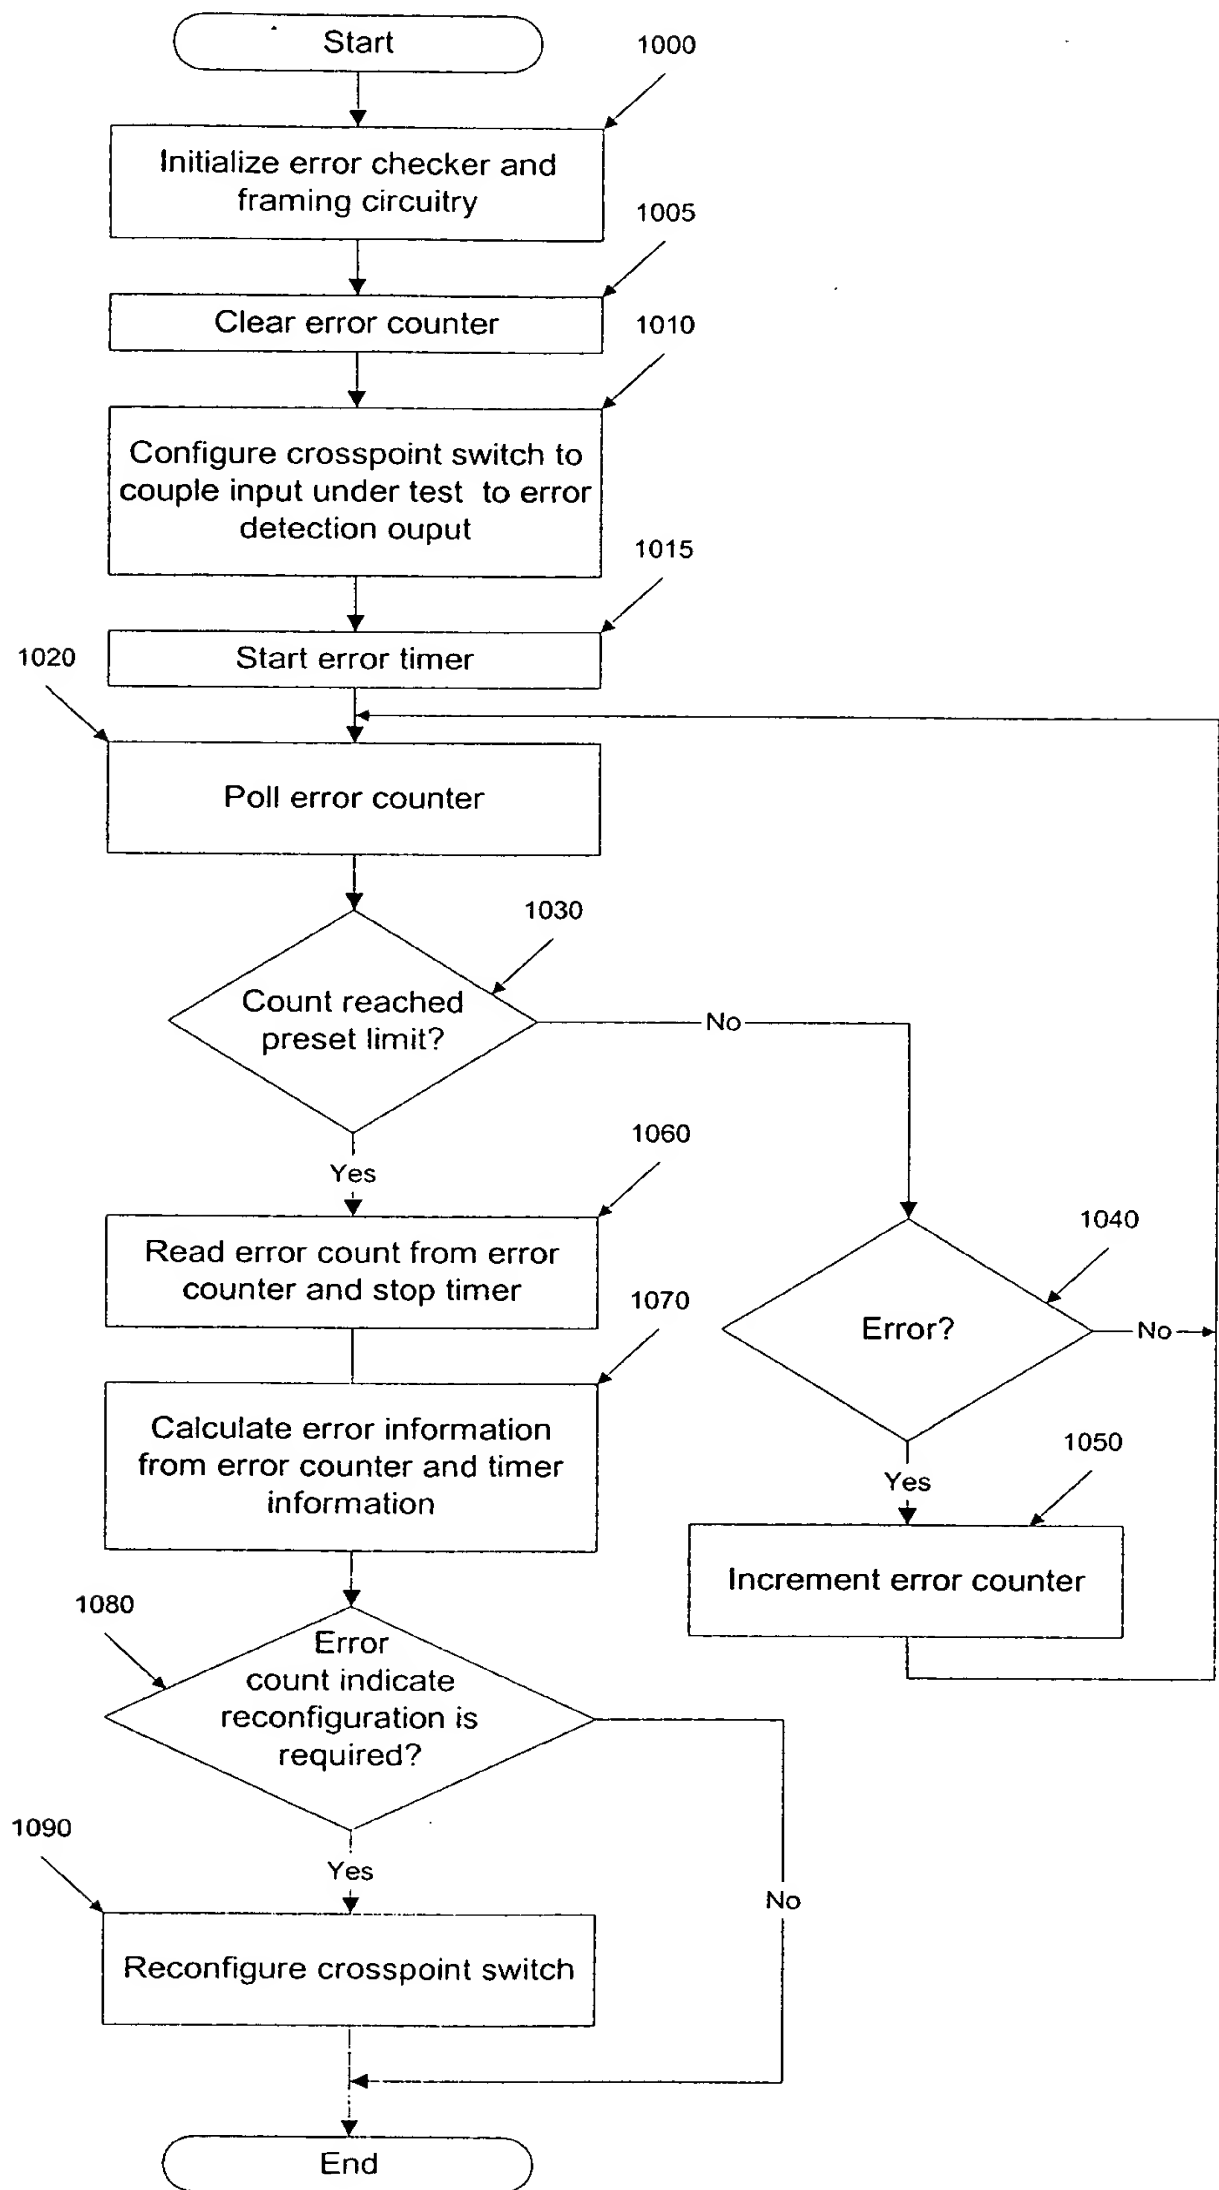 Start
1000
Initialize error checker and
framing circuitry
1005
Clear error counter
1010
Configure crosspoint switch to
couple input under test to error
detection ouput
1015
Start error timer
1020
Poll error counter
1030
Count reached
preset limit?
No
Yes
1060
Read error count from error
counter and stop timer
1040
Error?
No
1070
Calculate error information
from error counter and timer
information
Yes
1050
Increment error counter
1080
Error
count indicate
reconfiguration is
required?
Yes
No
1090
Reconfigure crosspoint switch
End